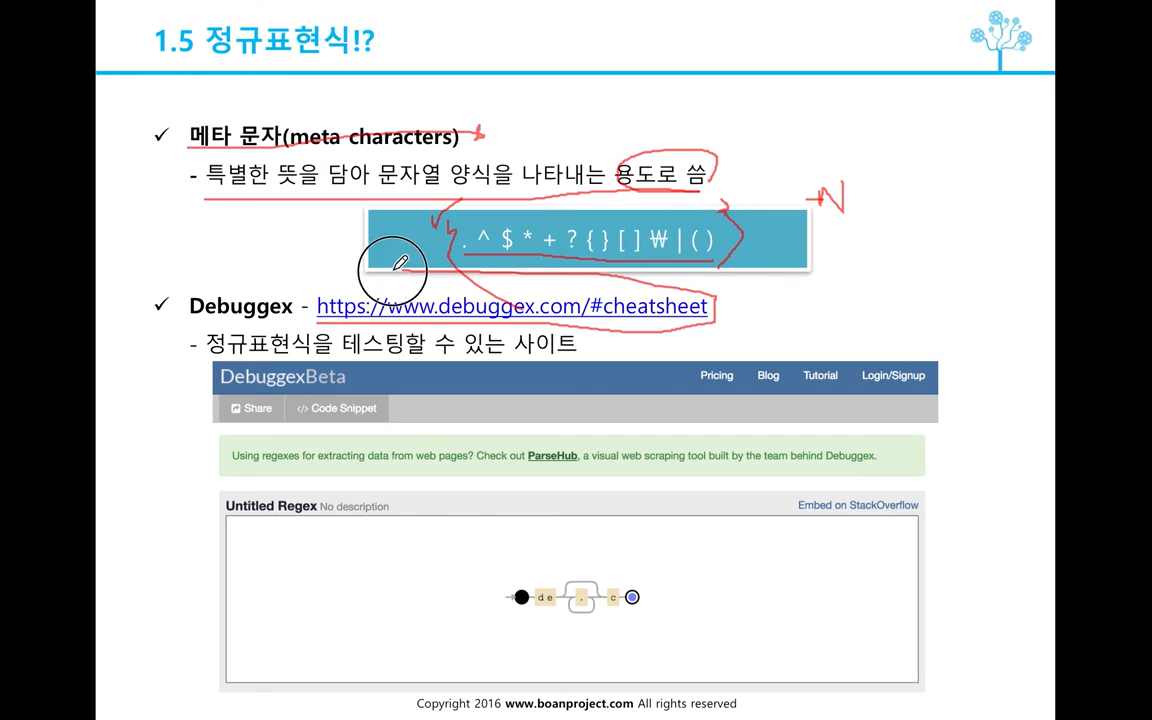 1.5 정규표현식!?
✓ 메타 문자(meta characters)
- 특별한 뜻을 담아 문자열 양식을 나타내는 용도로 씀
. ^ $ * + ? { } [ ] ₩ | ( )
N
✓ Debuggex - https://www.debuggex.com/#cheatsheet
- 정규표현식을 테스팅할 수 있는 사이트
DebuggexBeta Pricing Blog Tutorial Login/Signup
Share </> Code Snippet
Using regexes for extracting data from web pages? Check out ParseHub, a visual web scraping tool built by the team behind Debuggex.
Untitled Regex No description Embed on StackOverflow
de . c
Copyright 2016 www.boanproject.com All rights reserved